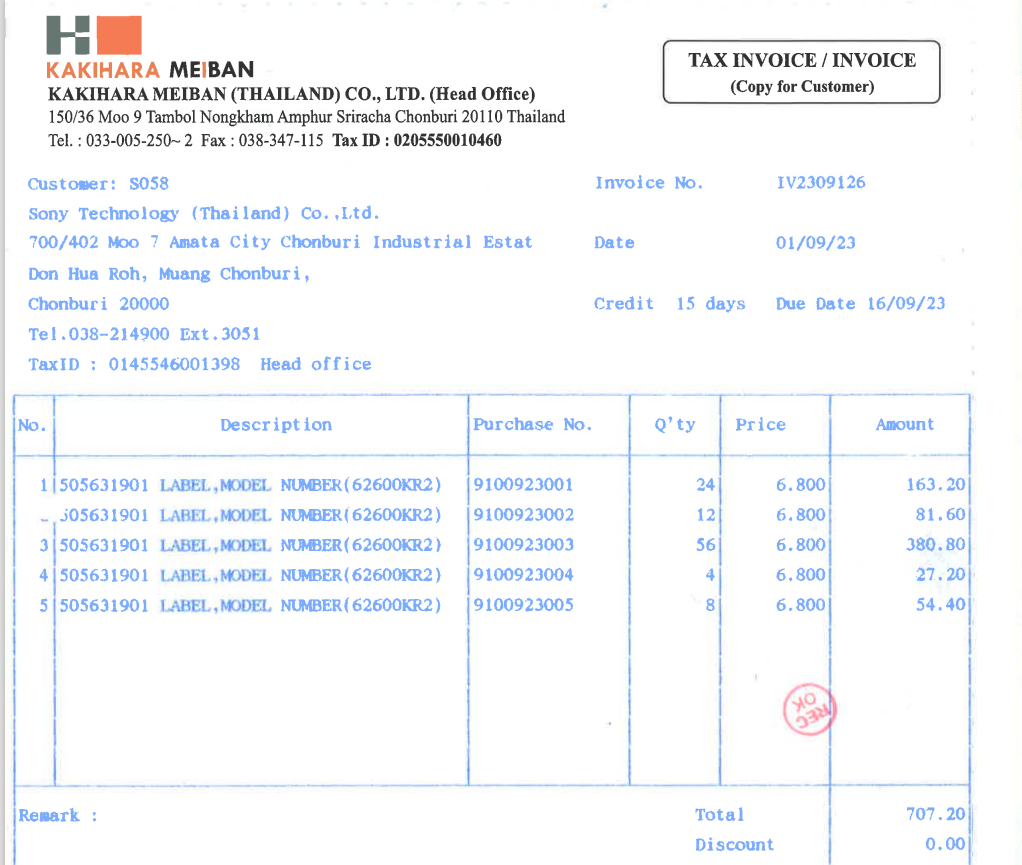 KAKIHARA MEIBAN
KAKIHARA MEIBAN (THAILAND) CO., LTD. (Head Office)
150/36 Moo 9 Tambol Nongkham Amphur Sriracha Chonburi 20110 Thailand
Tel. : 033-005-250~ 2 Fax : 038-347-115 Tax ID : 0205550010460
TAX INVOICE / INVOICE
(Copy for Customer)
Customer: S058
Sony Technology (Thailand) Co.,Ltd.
700/402 Moo 7 Amata City Chonburi Industrial Estat
Don Hua Roh, Muang Chonburi,
Chonburi 20000
Tel.038-214900 Ext.3051
TaxID : 0145546001398 Head office
Invoice No. IV2309126
Date 01/09/23
Credit 15 days Due Date 16/09/23
No. Description Purchase No. Q'ty Price Amount
1 505631901 LABEL,MODEL NUMBER(62600KR2) 9100923001 24 6.800 163.20
505631901 LABEL,MODEL NUMBER(62600KR2) 9100923002 12 6.800 81.60
3 505631901 LABEL,MODEL NUMBER(62600KR2) 9100923003 56 6.800 380.80
4 505631901 LABEL,MODEL NUMBER(62600KR2) 9100923004 4 6.800 27.20
5 505631901 LABEL,MODEL NUMBER(62600KR2) 9100923005 8 6.800 54.40
REC
OK
Remark :
Total 707.20
Discount 0.00